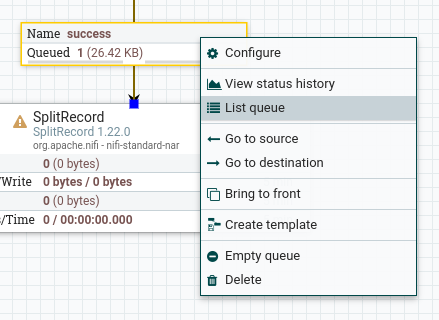 Name success
Queued 1 (26.42 KB)
Configure
View status history
List queue
Go to source
Go to destination
Bring to front
Create template
Empty queue
Delete
SplitRecord
SplitRecord 1.22.0
org.apache.nifi - nifi-standard-nar
0 (0 bytes)
/Write 0 bytes / 0 bytes
0 (0 bytes)
s/Time 0 / 00:00:00.000